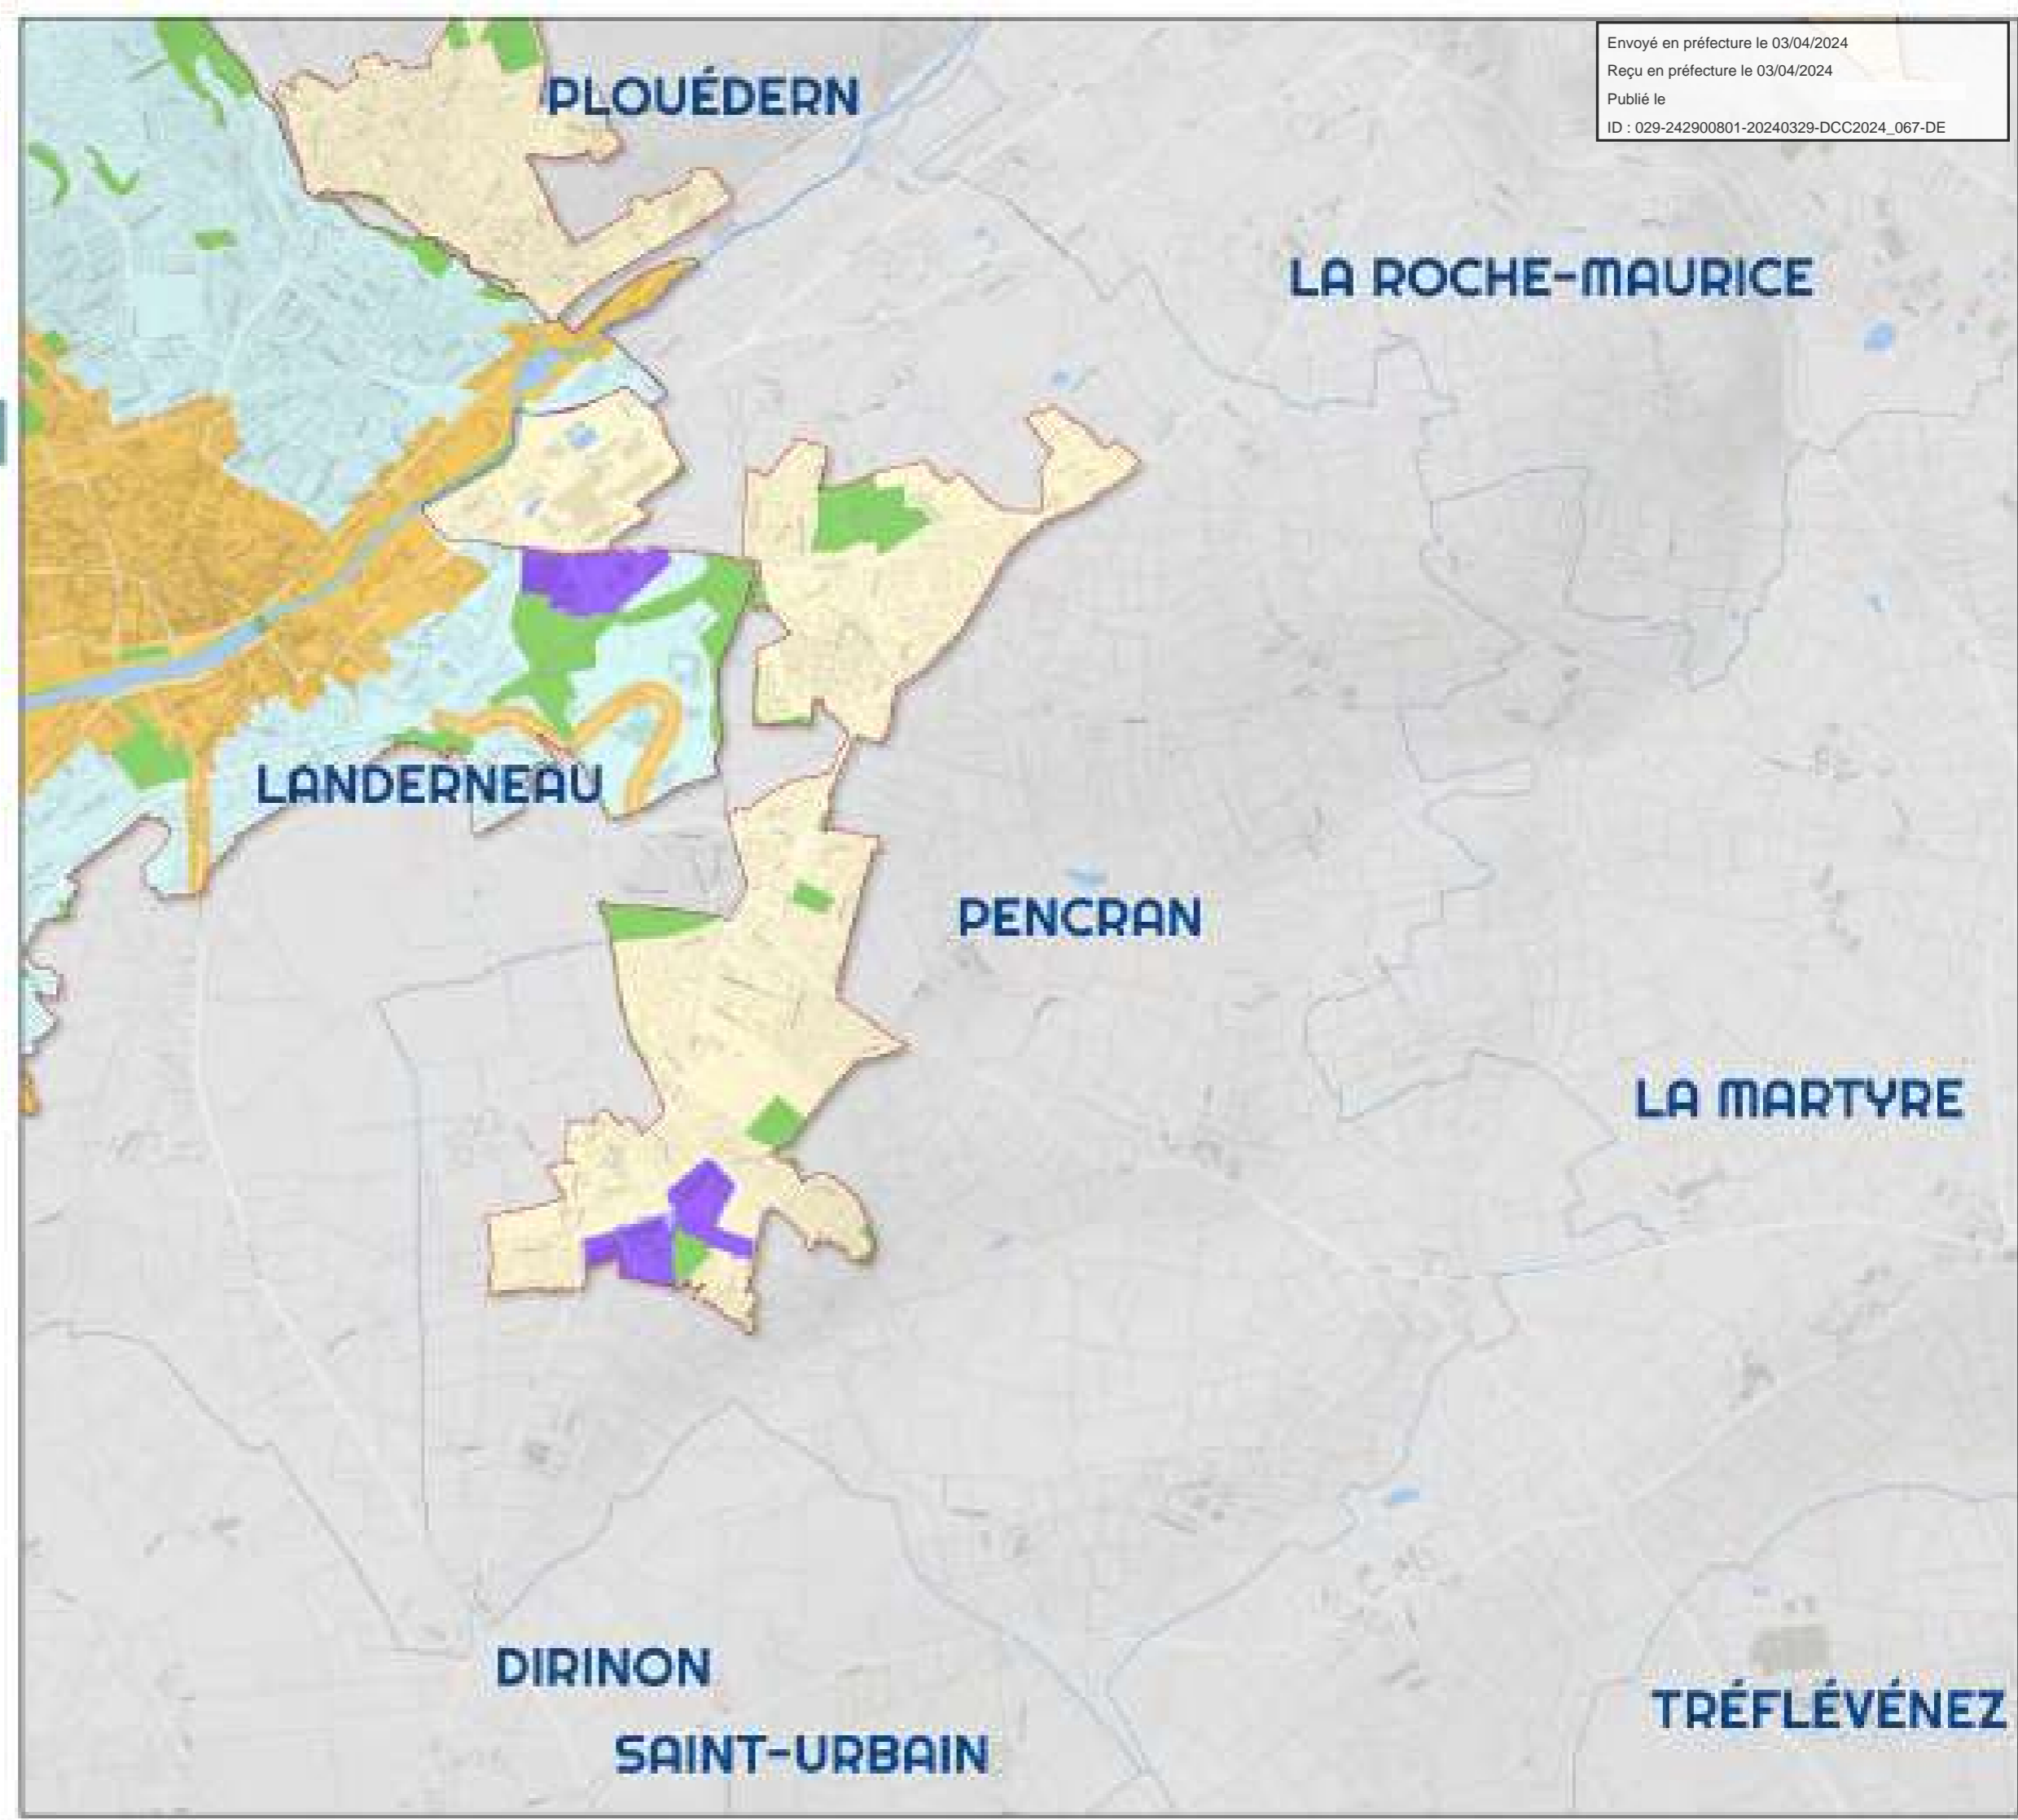 Envoyé en préfecture le 03/04/2024
Reçu en préfecture le 03/04/2024
Publié le
ID : 029-242900801-20240329-DCC2024_067-DE
PLOUÉDERN
LA ROCHE-MAURICE
LANDERNEAU
PENCRAN
LA MARTYRE
DIRINON
TRÉFLÉVÉNEZ
SAINT-URBAIN